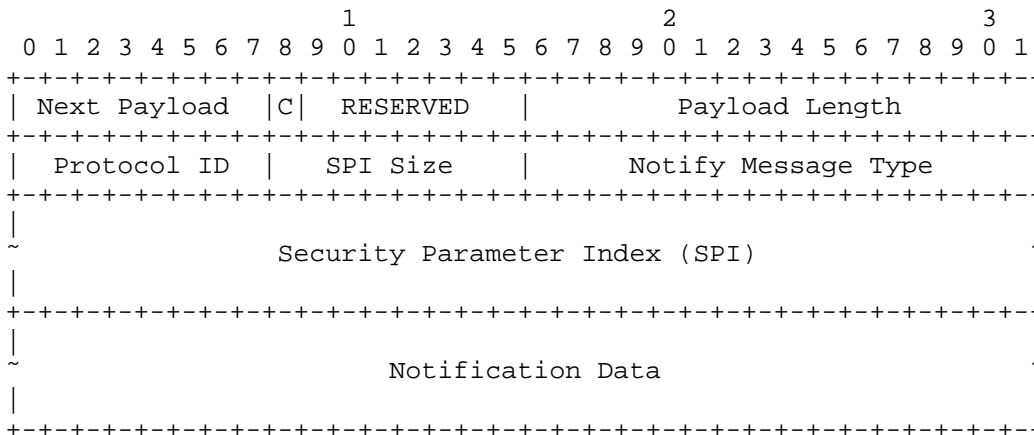 1                   2                   3
 0 1 2 3 4 5 6 7 8 9 0 1 2 3 4 5 6 7 8 9 0 1 2 3 4 5 6 7 8 9 0 1
+-+-+-+-+-+-+-+-+-+-+-+-+-+-+-+-+-+-+-+-+-+-+-+-+-+-+-+-+-+-+-+-
| Next Payload  |C|  RESERVED   |         Payload Length
+-+-+-+-+-+-+-+-+-+-+-+-+-+-+-+-+-+-+-+-+-+-+-+-+-+-+-+-+-+-+-+-
|  Protocol ID  |   SPI Size    |      Notify Message Type
+-+-+-+-+-+-+-+-+-+-+-+-+-+-+-+-+-+-+-+-+-+-+-+-+-+-+-+-+-+-+-+-
|
~                Security Parameter Index (SPI)                 ~
|
+-+-+-+-+-+-+-+-+-+-+-+-+-+-+-+-+-+-+-+-+-+-+-+-+-+-+-+-+-+-+-+-
|
~                       Notification Data                       ~
|
+-+-+-+-+-+-+-+-+-+-+-+-+-+-+-+-+-+-+-+-+-+-+-+-+-+-+-+-+-+-+-+-